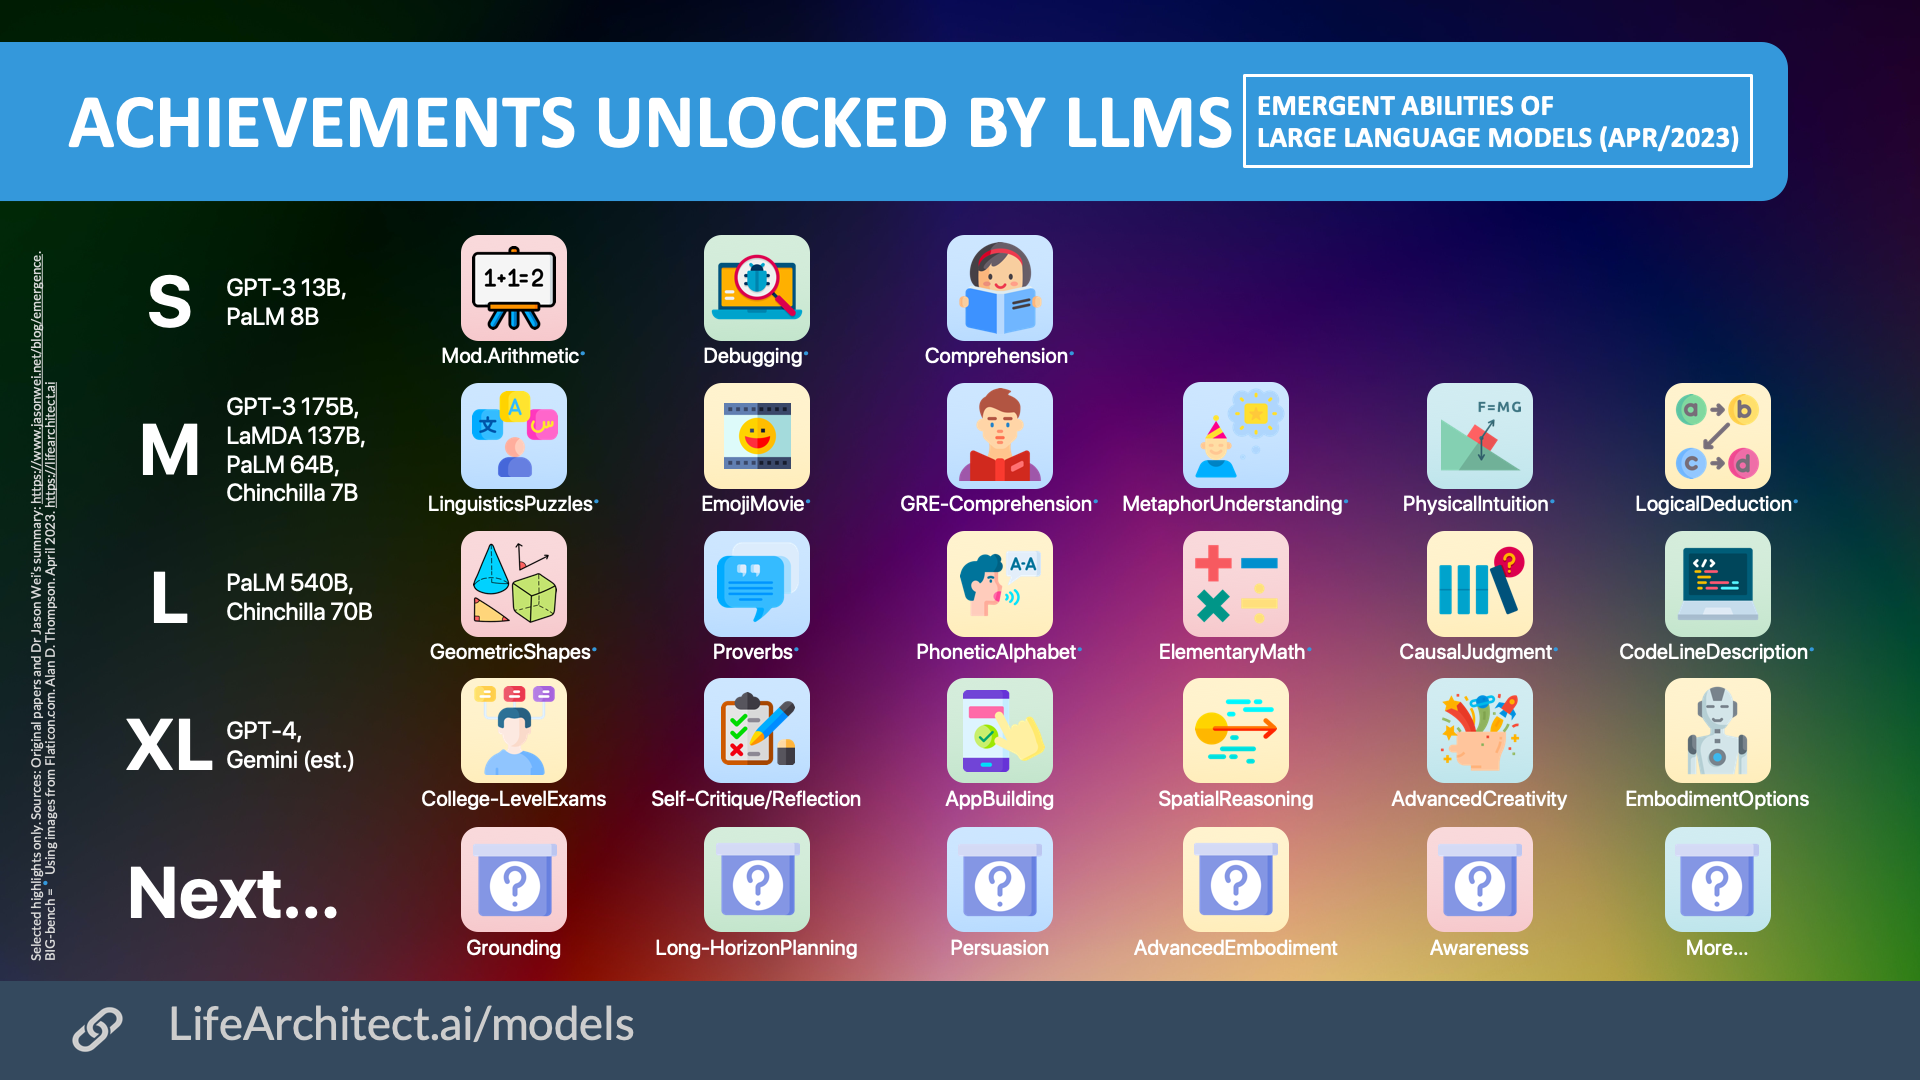 ACHIEVEMENTS UNLOCKED BY LLMS
EMERGENT ABILITIES OF
LARGE LANGUAGE MODELS (APR/2023)
S
GPT-3 13B,
PaLM 8B
1+1=2
Mod.Arithmetic•
Debugging•
Comprehension•
M
GPT-3 175B,
LaMDA 137B,
PaLM 64B,
Chinchilla 7B
文
A
س
LinguisticsPuzzles•
EmojiMovie•
GRE-Comprehension•
MetaphorUnderstanding•
F=MG
PhysicalIntuition•
a
b
c
d
LogicalDeduction•
L
PaLM 540B,
Chinchilla 70B
GeometricShapes•
Proverbs•
A-A
PhoneticAlphabet•
ElementaryMath•
?
CausalJudgment•
</>
CodeLineDescription•
XL
GPT-4,
Gemini (est.)
College-LevelExams
Self-Critique/Reflection
AppBuilding
SpatialReasoning
AdvancedCreativity
EmbodimentOptions
Next...
?
?
?
?
?
?
Grounding
Long-HorizonPlanning
Persuasion
AdvancedEmbodiment
Awareness
More...
Selected highlights only. Sources: Original papers and Dr Jason Wei's summary: https://www.jasonwei.net/blog/emergence.
BIG-bench = • Using images from Flaticon.com. Alan D. Thompson. April 2023. https://lifearchitect.ai
LifeArchitect.ai/models